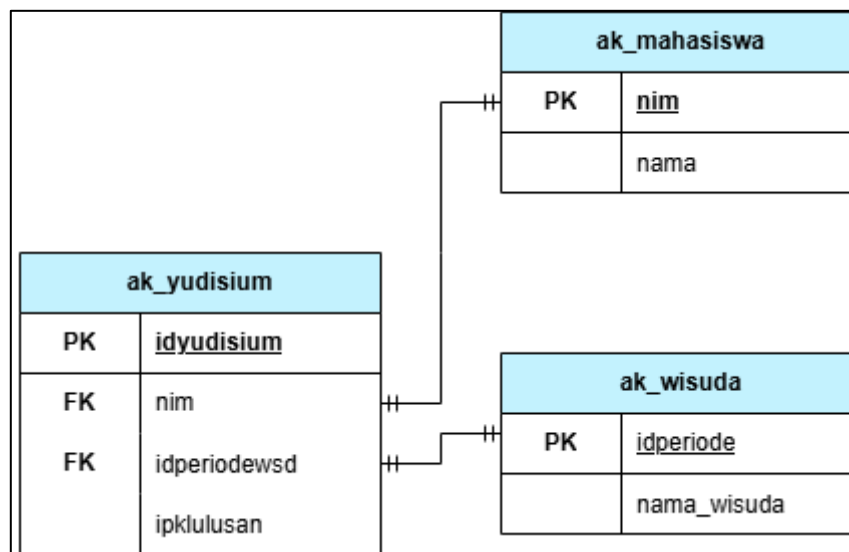 ak_mahasiswa
PK nim
nama
ak_yudisium
PK idyudisium
FK nim
FK idperiodewsd
ipklulusan
ak_wisuda
PK idperiode
nama_wisuda